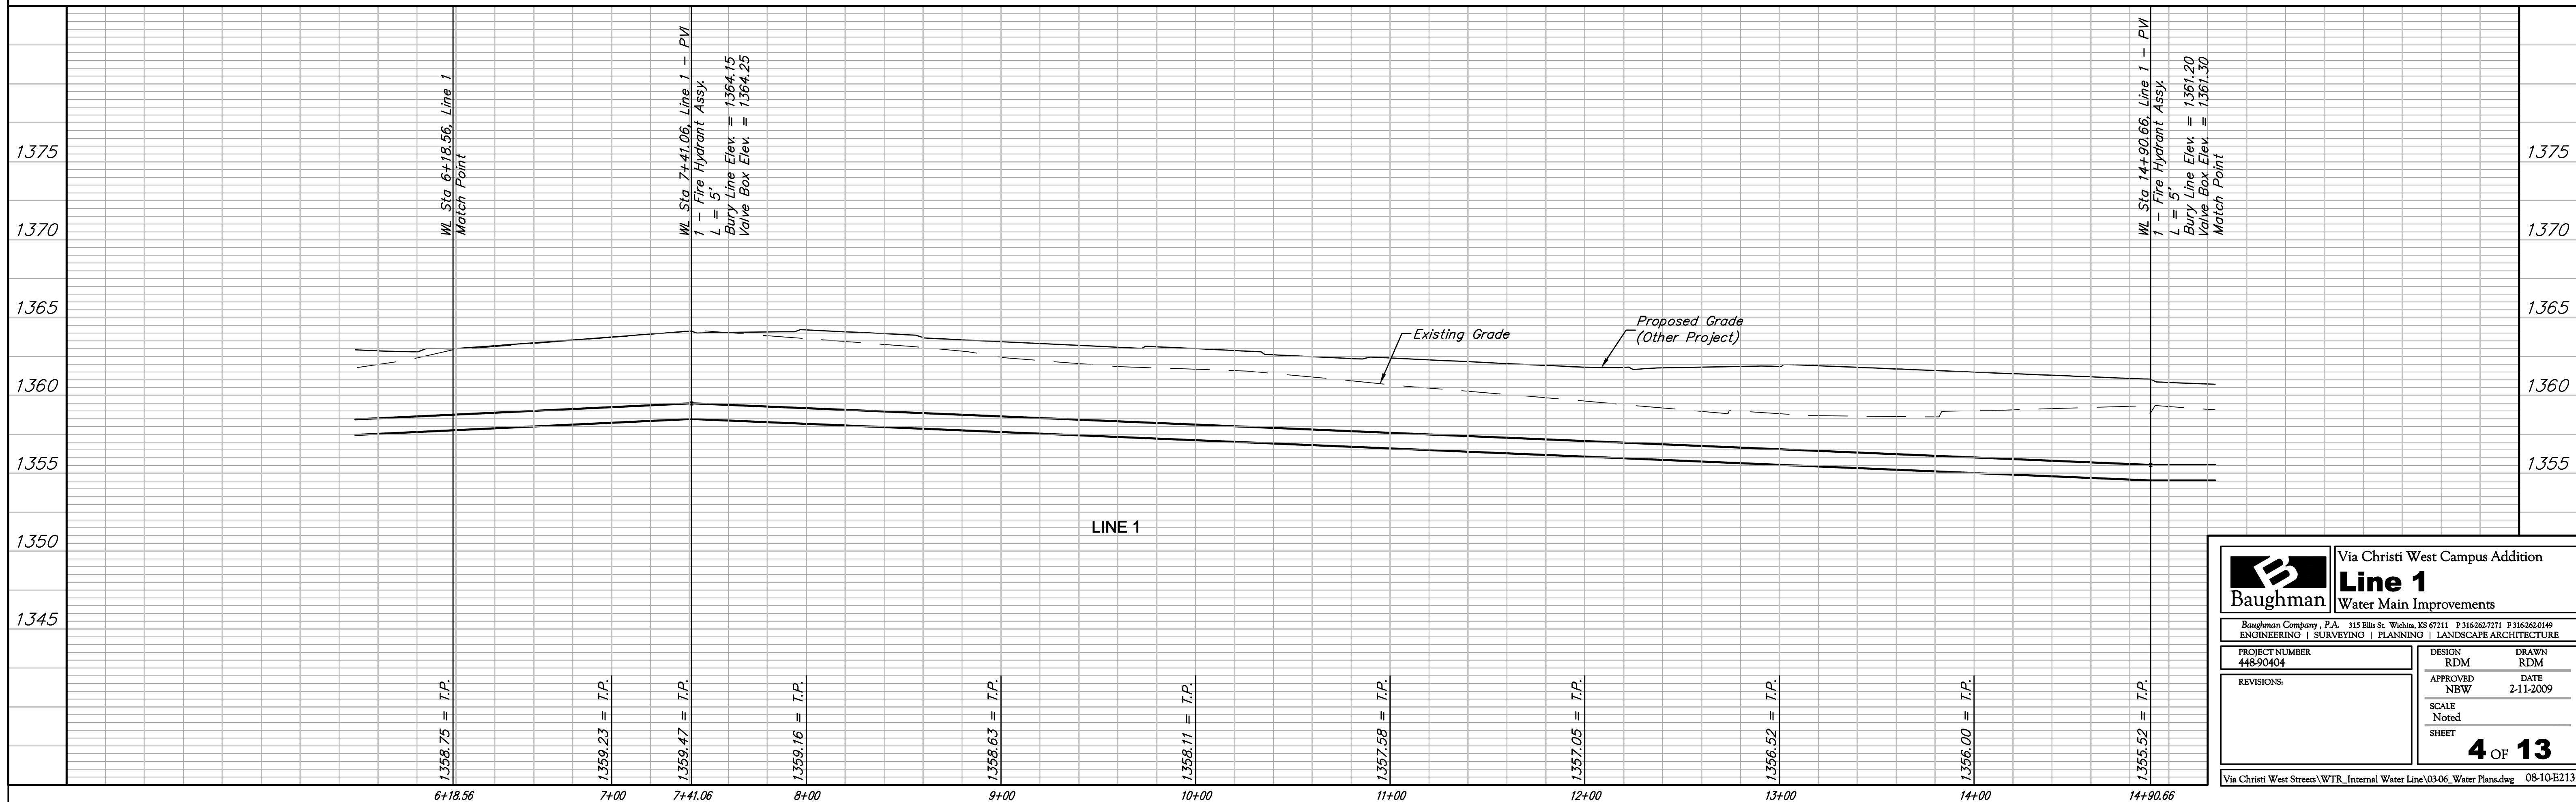 WL Sta 6+18.56, Line 1
Match Point
WL Sta 7+41.06, Line 1 - PVI
1 - Fire Hydrant Assy.
L = 5'
Bury Line Elev. = 1364.15
Valve Box Elev. = 1364.25
WL Sta 14+90.66, Line 1 - PVI
1 - Fire Hydrant Assy.
L = 5'
Bury Line Elev. = 1361.20
Valve Box Elev. = 1361.30
Match Point
1375
1375
1370
1370
1365
1365
Existing Grade
Proposed Grade
(Other Project)
1360
1360
1355
1355
1350
LINE 1
1345
1358.75 = T.P.
1359.23 = T.P.
1359.47 = T.P.
1359.16 = T.P.
1358.63 = T.P.
1358.11 = T.P.
1357.58 = T.P.
1357.05 = T.P.
1356.52 = T.P.
1356.00 = T.P.
1355.52 = T.P.
6+18.56
7+00
7+41.06
8+00
9+00
10+00
11+00
12+00
13+00
14+00
14+90.66
B
Baughman
Via Christi West Campus Addition
Line 1
Water Main Improvements
Baughman Company, P.A. 315 Ellis St. Wichita, KS 67211 P 316-262-7271 F 316-262-0149
ENGINEERING | SURVEYING | PLANNING | LANDSCAPE ARCHITECTURE
PROJECT NUMBER
448-90404
REVISIONS:
DESIGN
RDM
DRAWN
RDM
APPROVED
NBW
DATE
2-11-2009
SCALE
Noted
SHEET
4 OF 13
Via Christi West Streets\WTR_Internal Water Line\03-06_Water Plans.dwg 08-10-E213